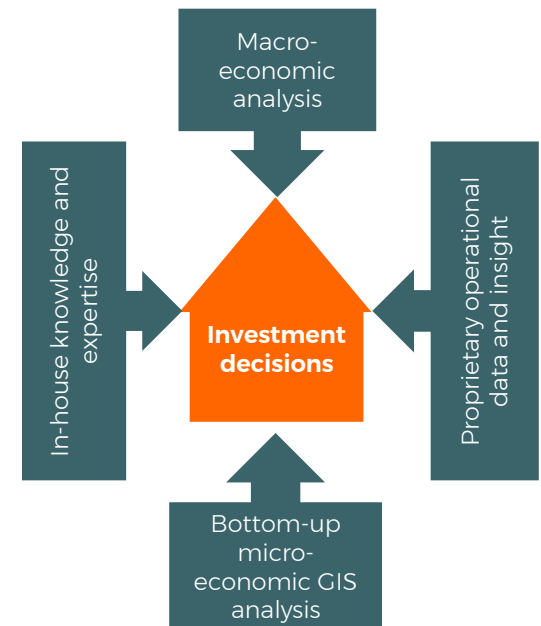 Macro-
economic
analysis
In-house knowledge and
expertise
Investment
decisions
Proprietary operational
data and insight
Bottom-up
micro-
economic GIS
analysis